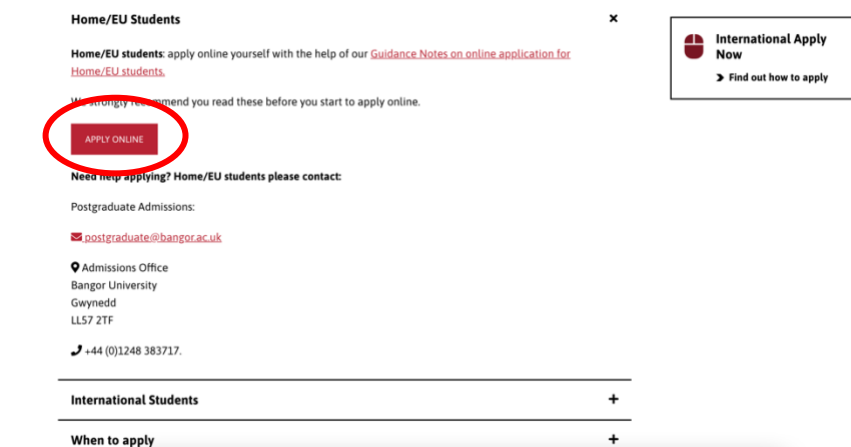 Home/EU Students
Home/EU students: apply online yourself with the help of our Guidance Notes on online application for
Home/EU students.
We strongly recommend you read these before you start to apply online.
APPLY ONLINE
Need help applying? Home/EU students please contact:
Postgraduate Admissions:
postgraduate@bangor.ac.uk
Admissions Office
Bangor University
Gwynedd
LL57 2TF
+44 (0)1248 383717.
International Students
When to apply
International Apply
Now
Find out how to apply